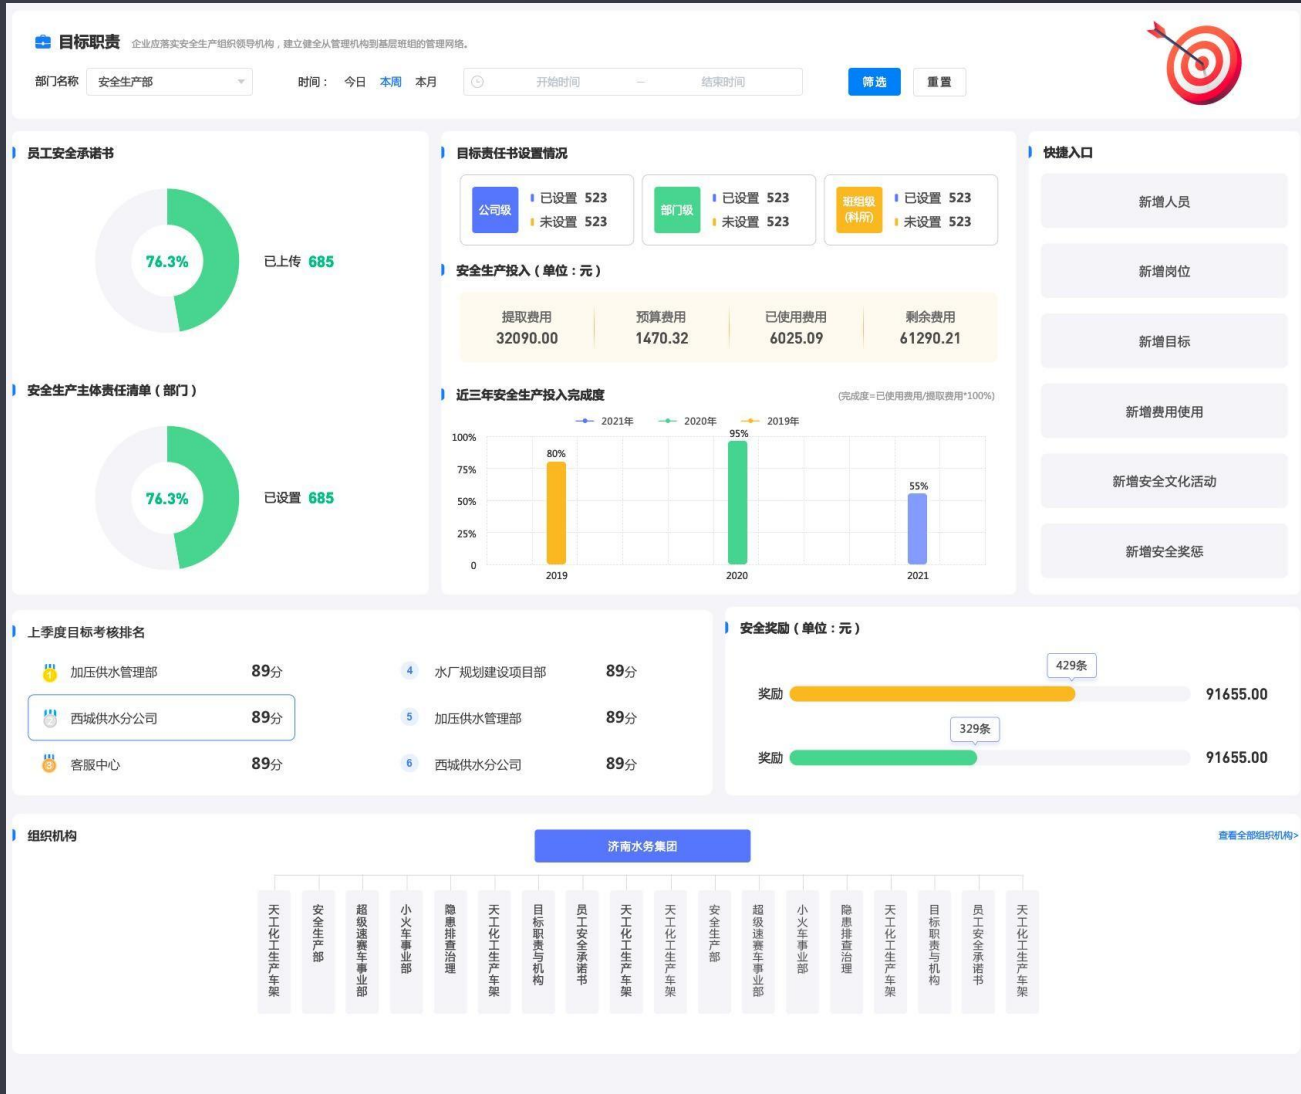 目标职责 企业应落实安全生产组织领导机构，建立健全从管理机构到基层班组的管理网络。
部门名称 安全生产部 时间： 今日 本周 本月 开始时间 — 结束时间 筛选 重置
员工安全承诺书
76.3% 已上传 685
安全生产主体责任清单（部门）
76.3% 已设置 685
目标责任书设置情况
公司级 已设置 523 未设置 523
部门级 已设置 523 未设置 523
班组级 (科所) 已设置 523 未设置 523
安全生产投入（单位：元）
提取费用 预算费用 已使用费用 剩余费用
32090.00 1470.32 6025.09 61290.21
近三年安全生产投入完成度 (完成度=已使用费用/提取费用*100%)
2021年 2020年 2019年
100%
75%
50%
25%
0
80% 95% 55%
2019 2020 2021
快捷入口
新增人员
新增岗位
新增目标
新增费用使用
新增安全文化活动
新增安全奖惩
上季度目标考核排名
1 加压供水管理部 89分 4 水厂规划建设项目部 89分
2 西城供水分公司 89分 5 加压供水管理部 89分
3 客服中心 89分 6 西城供水分公司 89分
安全奖励（单位：元）
429条
奖励 91655.00
329条
奖励 91655.00
组织机构 查看全部组织机构>
济南水务集团
天工化工生产车架
安全生产部
超级速赛车事业部
小火车事业部
隐患排查治理
天工化工生产车架
目标职责与机构
员工安全承诺书
天工化工生产车架
天工化工生产车架
安全生产部
超级速赛车事业部
小火车事业部
隐患排查治理
天工化工生产车架
目标职责与机构
员工安全承诺书
天工化工生产车架